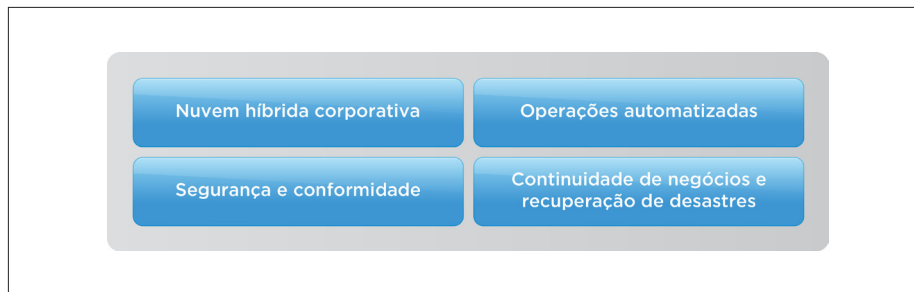 Nuvem híbrida corporativa
Operações automatizadas
Segurança e conformidade
Continuidade de negócios e
recuperação de desastres